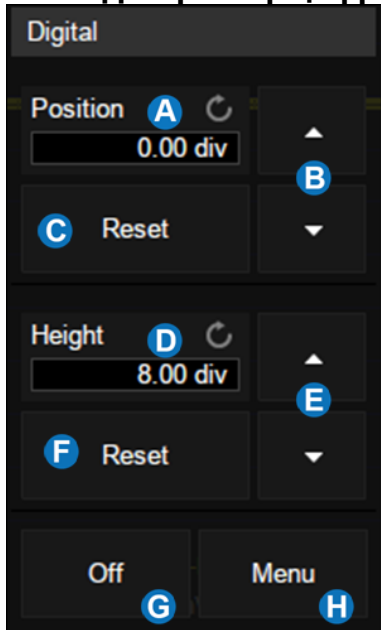 Digital
Position A
0.00 div
B
C Reset
Height D
8.00 div
E
F Reset
Off Menu
G H